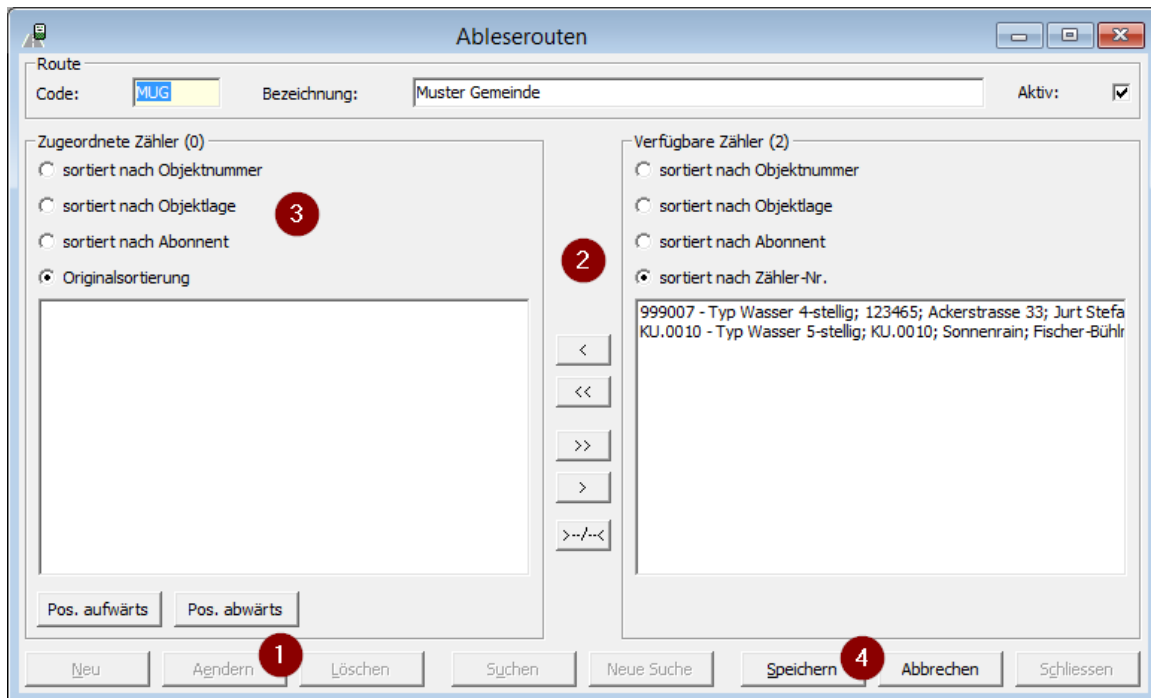 Ableserouten
Route
Code: MUG Bezeichnung: Muster Gemeinde Aktiv:
Zugeordnete Zähler (0)
sortiert nach Objektnummer
sortiert nach Objektlage
3
sortiert nach Abonnent
Originalsortierung
Pos. aufwärts Pos. abwärts
2
<
<<
>>
>
>--/--<
Verfügbare Zähler (2)
sortiert nach Objektnummer
sortiert nach Objektlage
sortiert nach Abonnent
sortiert nach Zähler-Nr.
999007 - Typ Wasser 4-stellig; 123465; Ackerstrasse 33; Jurt Stefa
KU.0010 - Typ Wasser 5-stellig; KU.0010; Sonnenrain; Fischer-Bühlr
Neu Aendern 1 Löschen Suchen Neue Suche Speichern 4 Abbrechen Schliessen